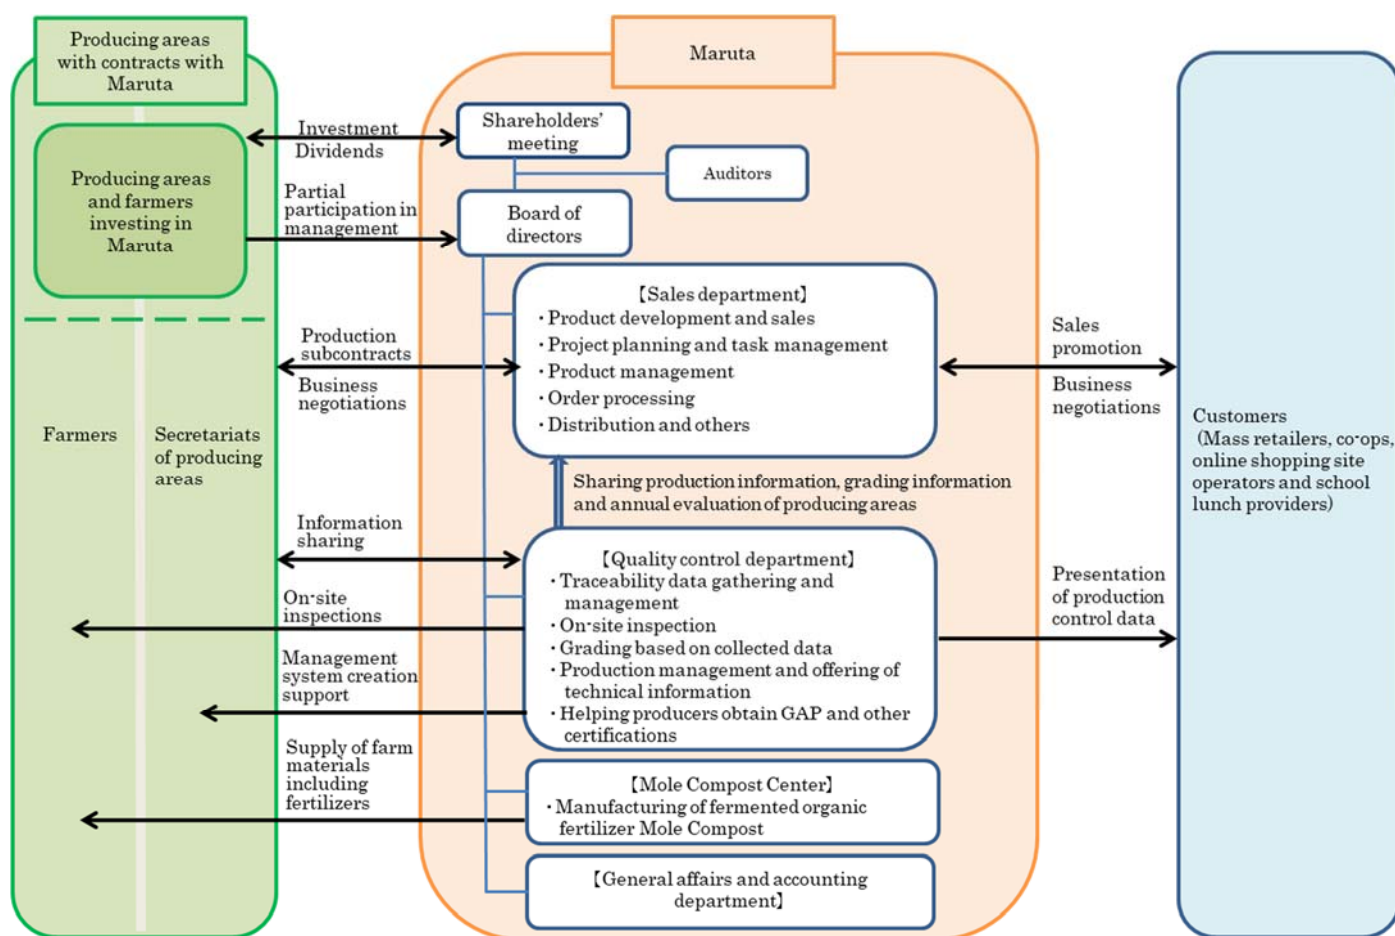 Producing areas
with contracts with
Maruta
Producing areas
and farmers
investing in
Maruta
Farmers
Secretariats
of producing
areas
Investment
Dividends
Partial
participation in
management
Production
subcontracts
Business
negotiations
Information
sharing
On-site
inspections
Management
system creation
support
Supply of farm
materials
including
fertilizers
Maruta
Shareholders'
meeting
Auditors
Board of
directors
【Sales department】
・Product development and sales
・Project planning and task management
・Product management
・Order processing
・Distribution and others
Sharing production information, grading information
and annual evaluation of producing areas
【Quality control department】
・Traceability data gathering and
management
・On-site inspection
・Grading based on collected data
・Production management and offering of
technical information
・Helping producers obtain GAP and other
certifications
【Mole Compost Center】
・Manufacturing of fermented organic
fertilizer Mole Compost
【General affairs and accounting
department】
Sales
promotion
Business
negotiations
Presentation
of production
control data
Customers
(Mass retailers, co-ops,
online shopping site
operators and school
lunch providers)